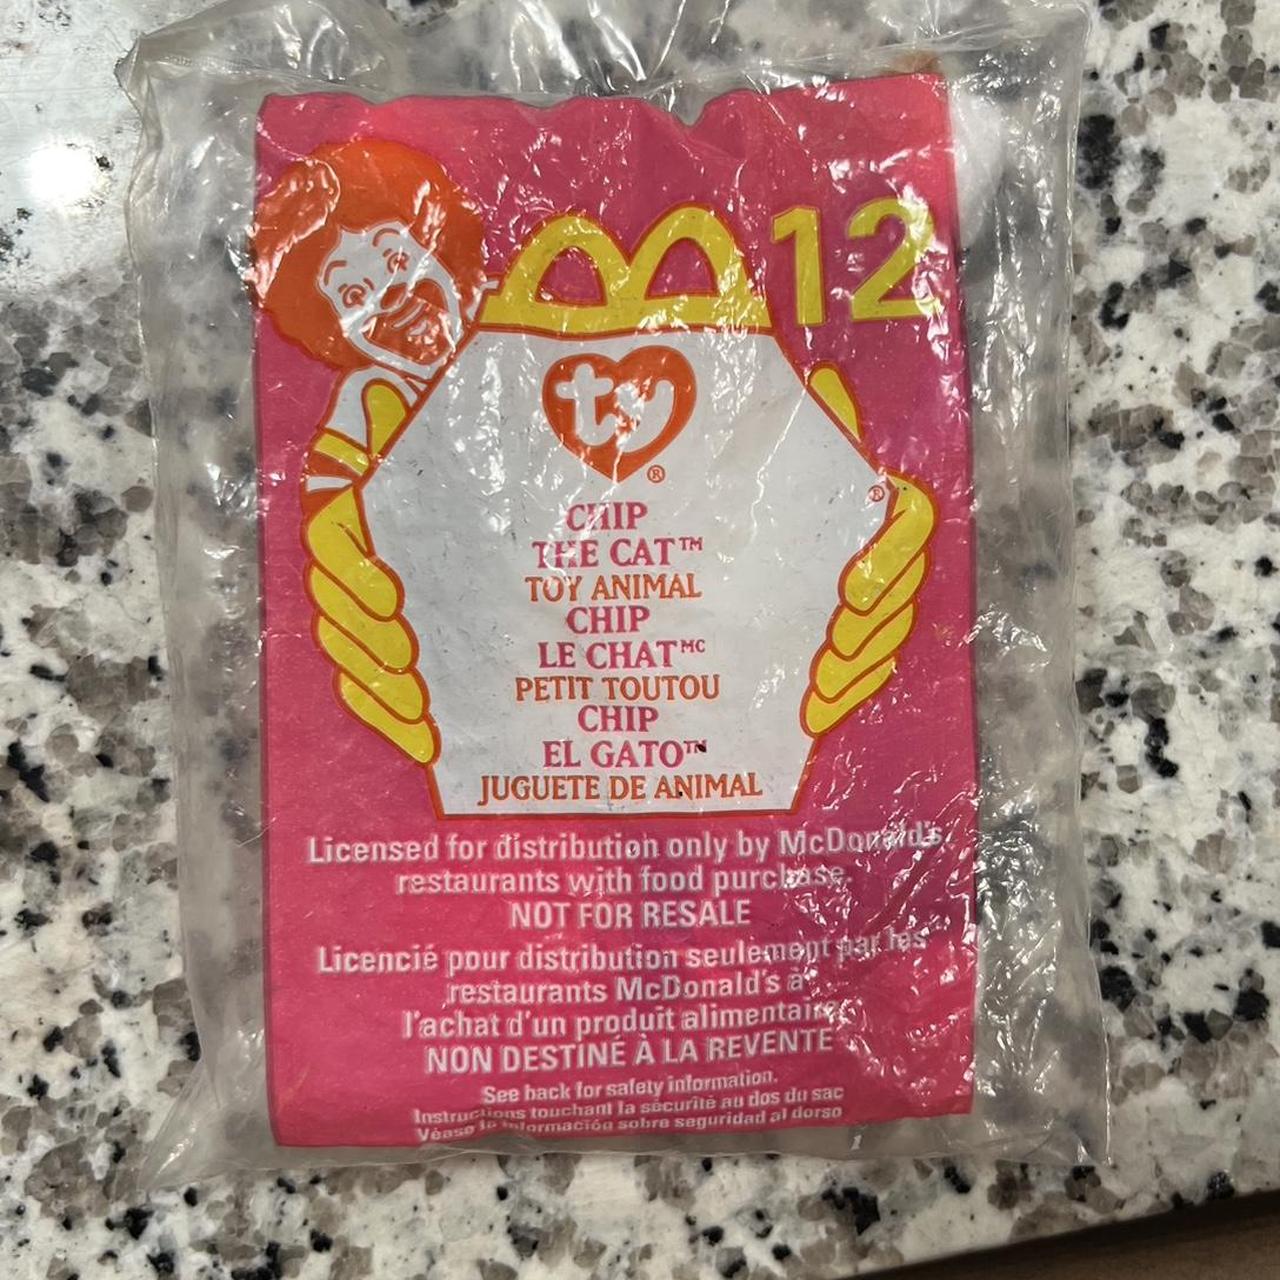 12
ty®
®
CHIP
THE CAT™
TOY ANIMAL
CHIP
LE CHATMC
PETIT TOUTOU
CHIP
EL GATO™
JUGUETE DE ANIMAL
Licensed for distribution only by McDonald's
restaurants with food purchase.
NOT FOR RESALE
Licencié pour distribution seulement par les
restaurants McDonald's à
l'achat d'un produit alimentaire.
NON DESTINÉ À LA REVENTE
See back for safety information.
Instructions touchant la sécurité au dos du sac
Véase la información sobre seguridad al dorso